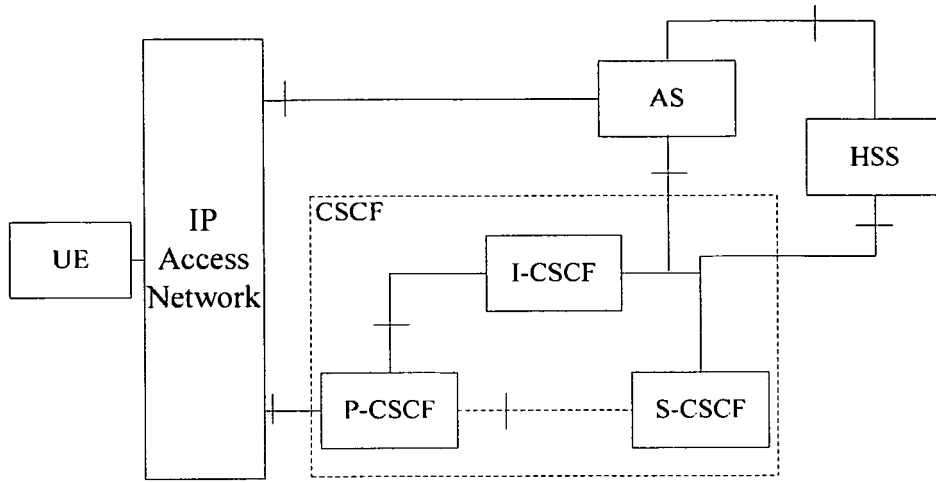 AS
HSS
CSCF
IP
Access
Network
UE
I-CSCF
P-CSCF
S-CSCF